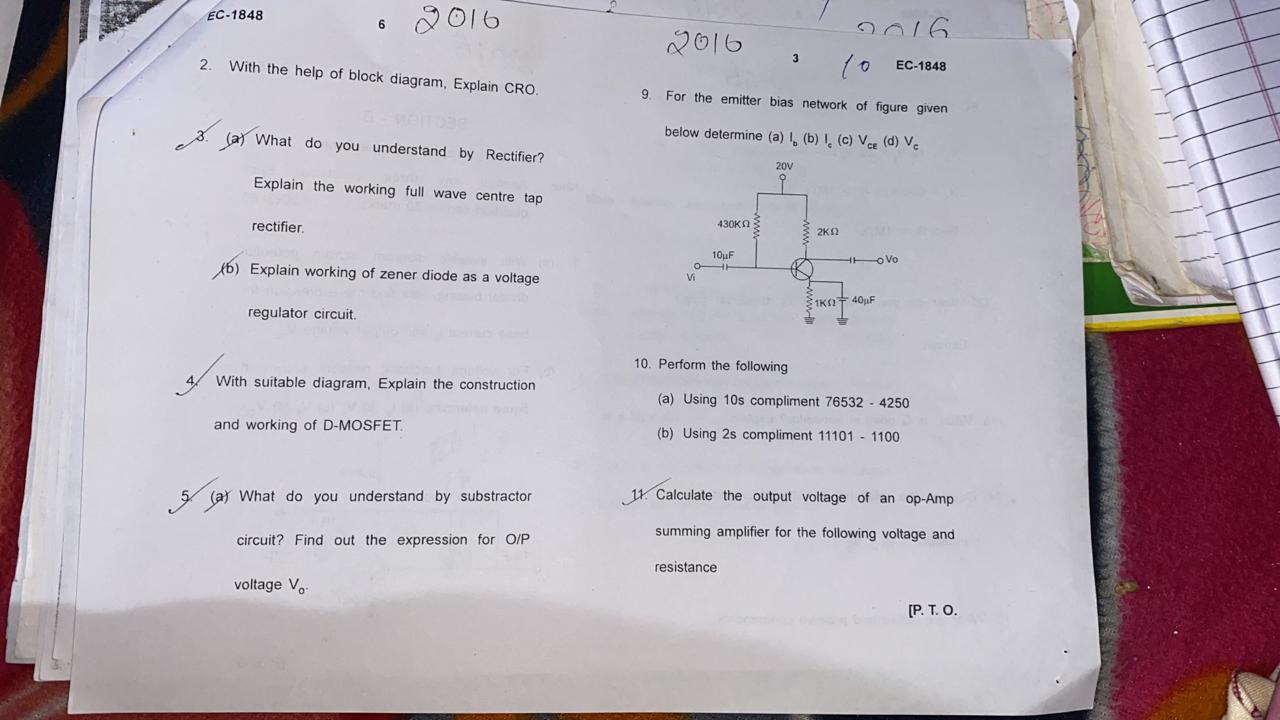 EC-1848
6
2016
2. With the help of block diagram, Explain CRO.
3. (a) What do you understand by Rectifier?
Explain the working full wave centre tap
rectifier.
(b) Explain working of zener diode as a voltage
regulator circuit.
4. With suitable diagram, Explain the construction
and working of D-MOSFET.
5. (a) What do you understand by substractor
circuit? Find out the expression for O/P
voltage Vo.
2016
2016
3
10
EC-1848
9. For the emitter bias network of figure given
below determine (a) Ib (b) Ic (c) VCE (d) Vc
20V
430KΩ
2KΩ
10μF
Vo
Vi
1KΩ
40μF
10. Perform the following
(a) Using 10s compliment 76532 - 4250
(b) Using 2s compliment 11101 - 1100
11. Calculate the output voltage of an op-Amp
summing amplifier for the following voltage and
resistance
[P. T. O.